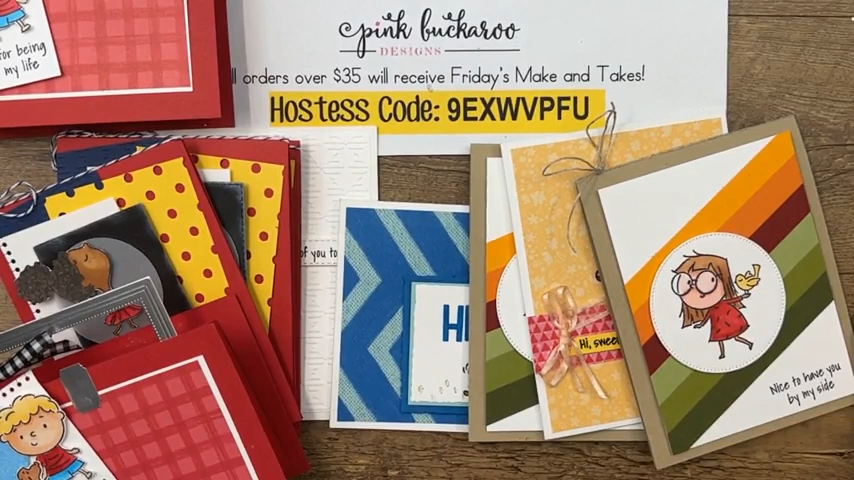 pink buckaroo
DESIGNS
ll orders over $35 will receive Friday's Make and Takes!
Hostess Code: 9EXWVPFU
for being
my life
of you to
HI
Hi, sweet
Nice to have you
by my side